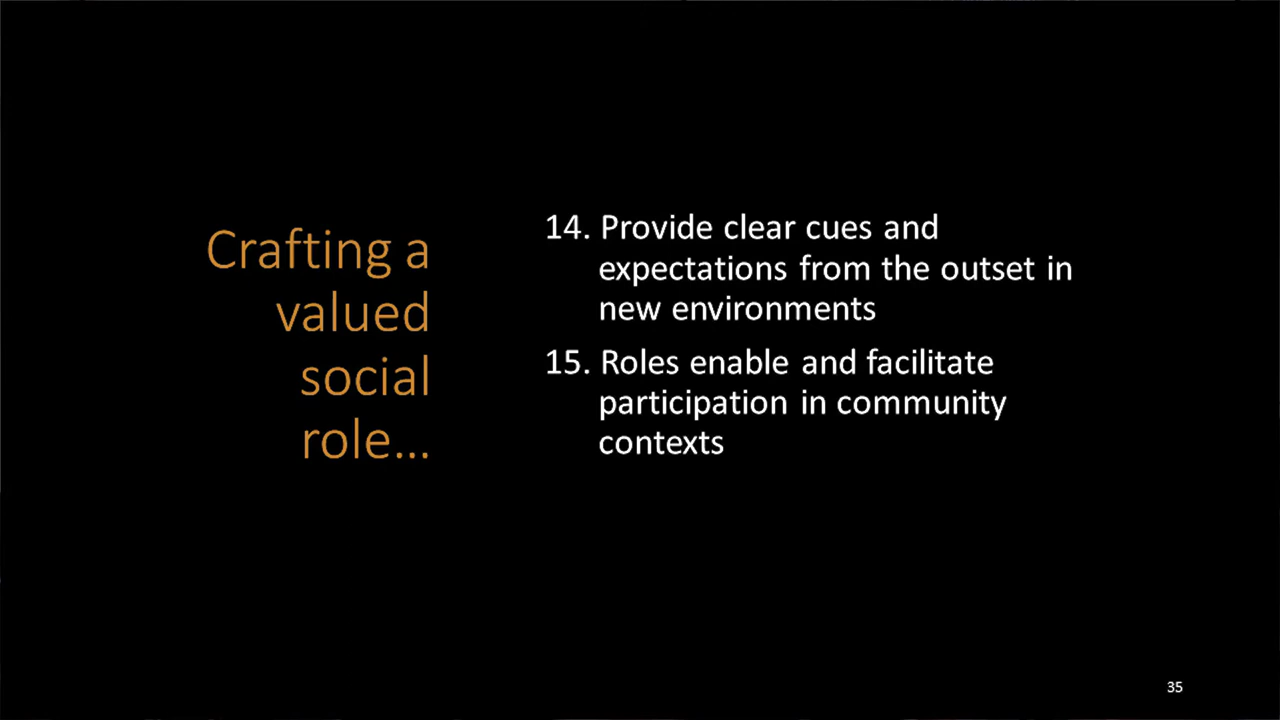 Crafting a
valued
social
role...
14. Provide clear cues and
expectations from the outset in
new environments
15. Roles enable and facilitate
participation in community
contexts
35